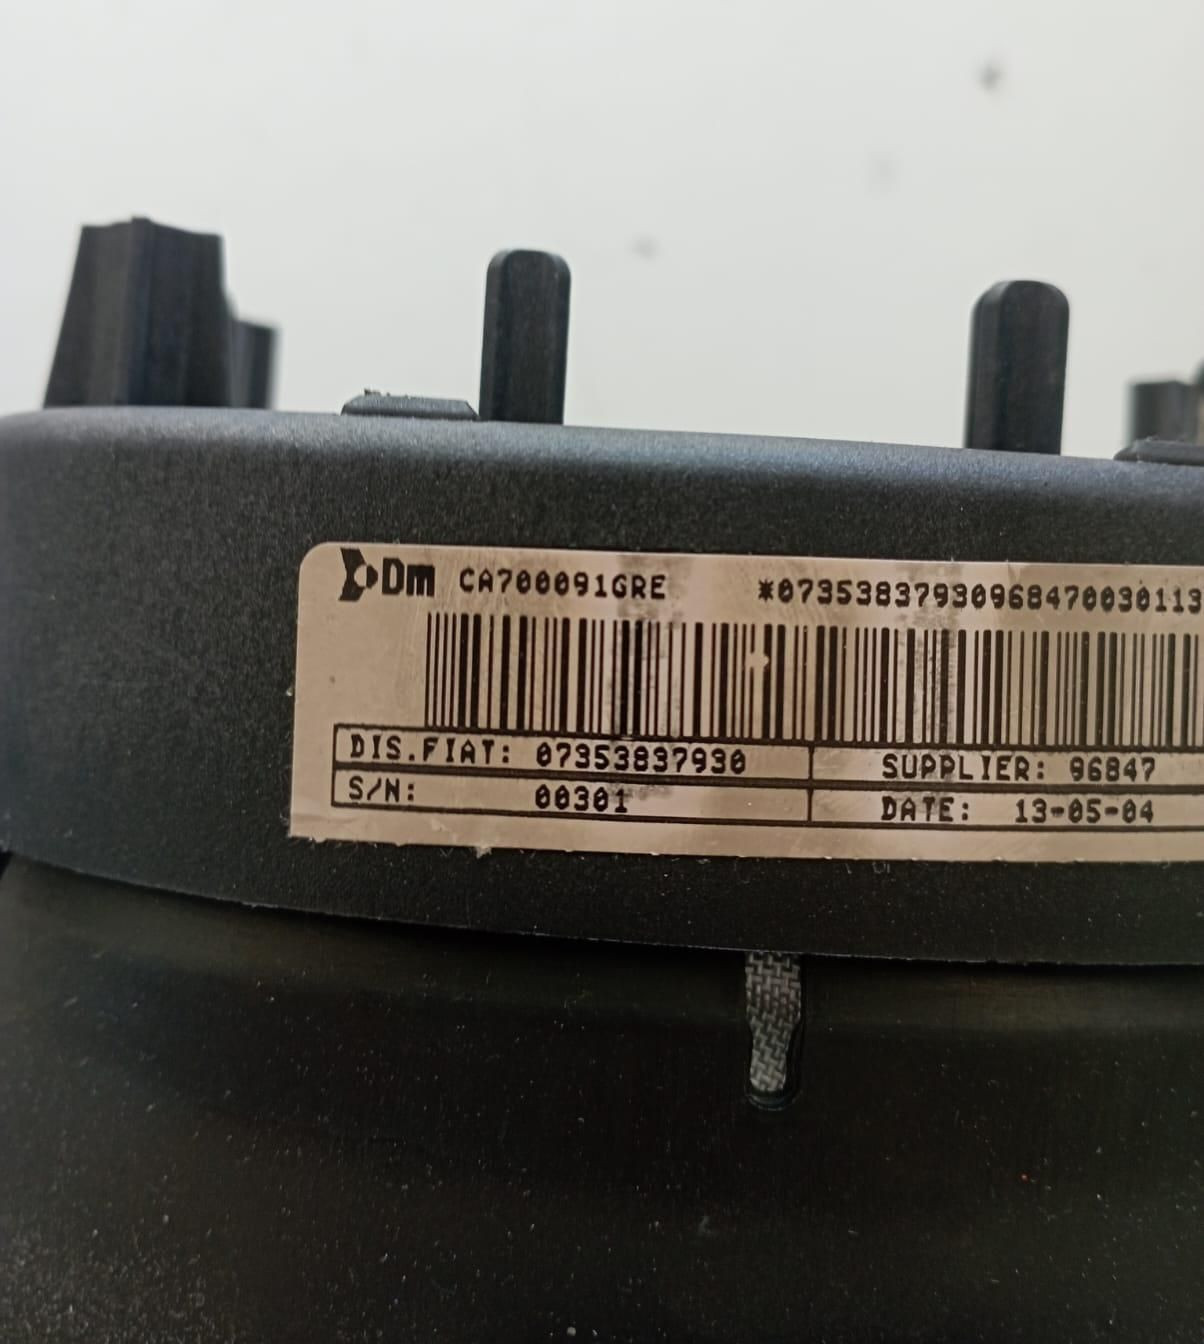 Dm CA700091GRE *07353837930968470030113
DIS.FIAT: 07353837930 SUPPLIER: 96847
S/N: 00301 DATE: 13-05-04